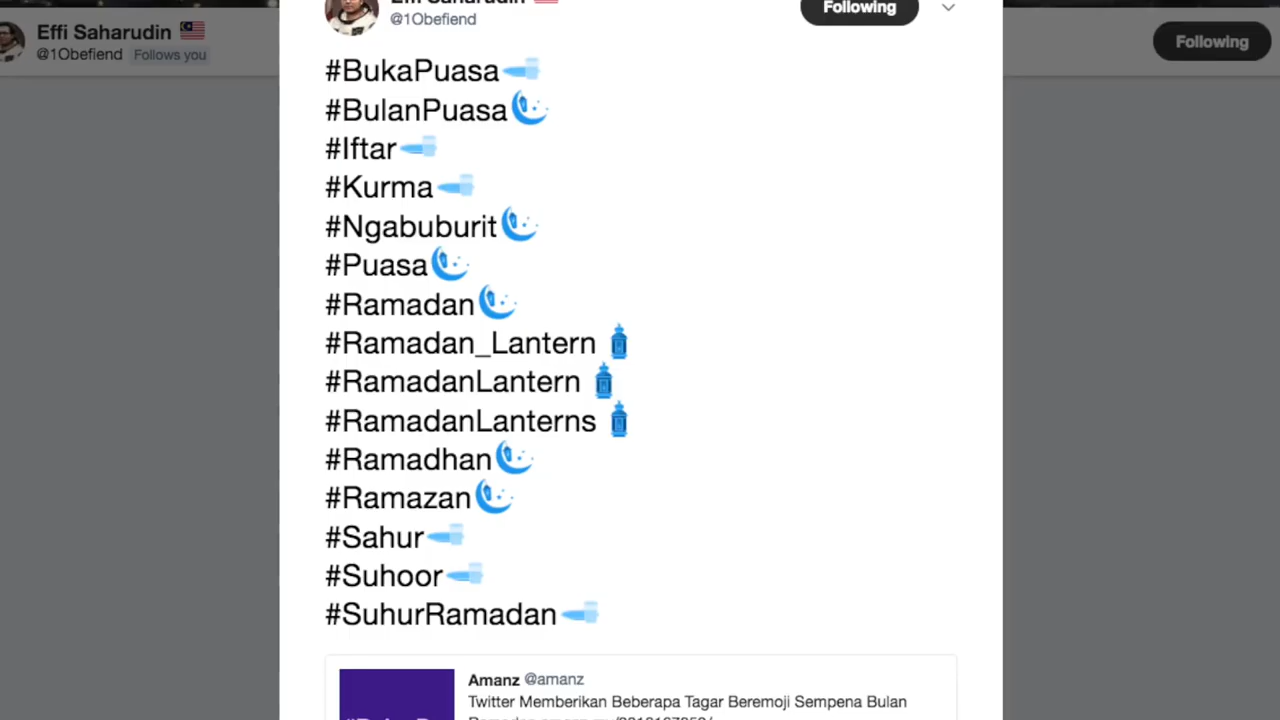 Effi Saharudin
@1Obefiend Follows you
Following
Effi Saharudin
@1Obefiend
Following
#BukaPuasa
#BulanPuasa
#Iftar
#Kurma
#Ngabuburit
#Puasa
#Ramadan
#Ramadan_Lantern
#RamadanLantern
#RamadanLanterns
#Ramadhan
#Ramazan
#Sahur
#Suhoor
#SuhurRamadan
Amanz @amanz
Twitter Memberikan Beberapa Tagar Beremoji Sempena Bulan